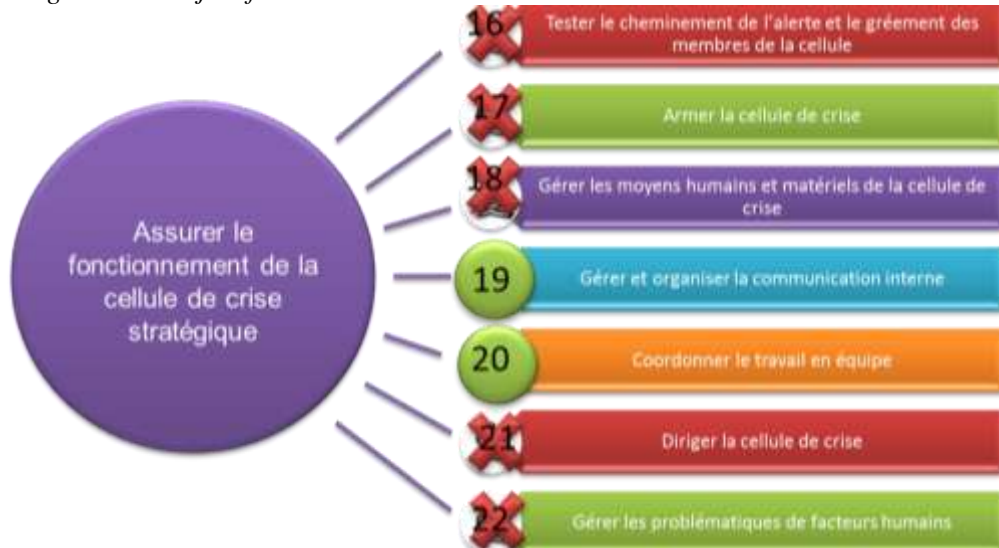 Assurer le
fonctionnement de la
cellule de crise
stratégique
16
Tester le cheminement de l'alerte et le gréement des
membres de la cellule
17
Armer la cellule de crise
18
Gérer les moyens humains et matériels de la cellule de
crise
19
Gérer et organiser la communication interne
20
Coordonner le travail en équipe
21
Diriger la cellule de crise
22
Gérer les problématiques de facteurs humains